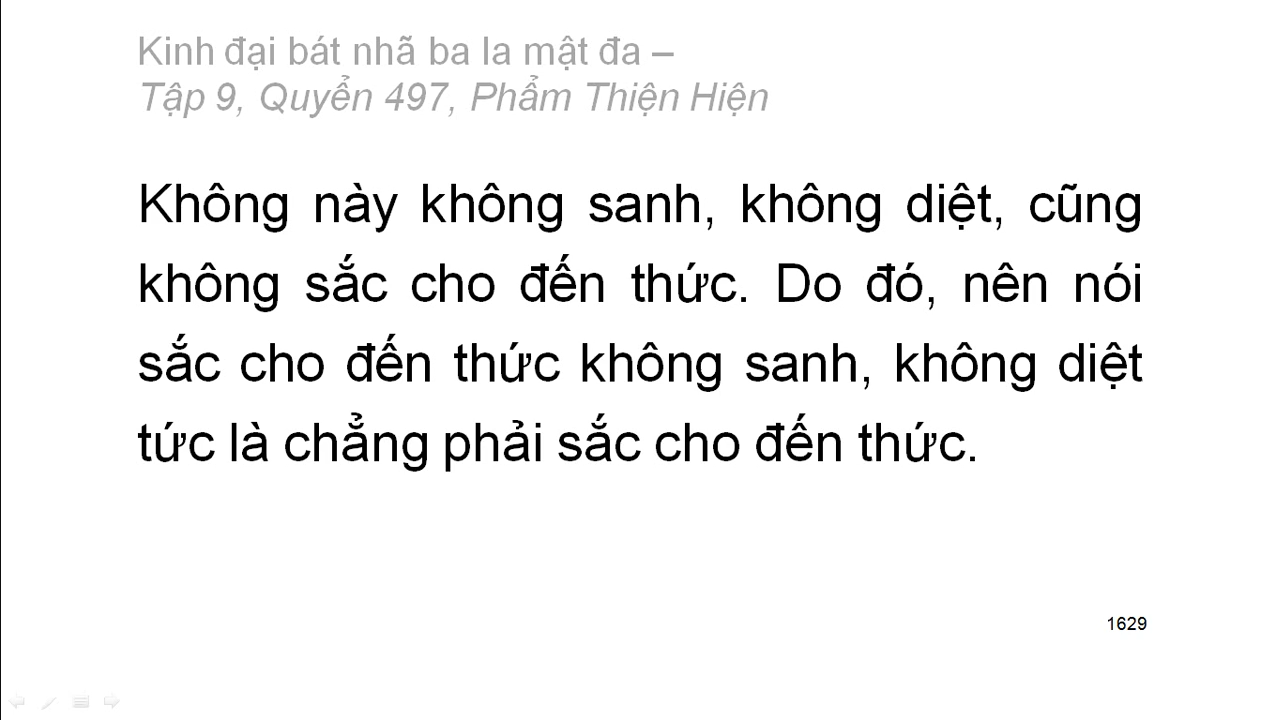 Kinh đại bát nhã ba la mật đa –
Tập 9, Quyển 497, Phẩm Thiện Hiện
Không này không sanh, không diệt, cũng
không sắc cho đến thức. Do đó, nên nói
sắc cho đến thức không sanh, không diệt
tức là chẳng phải sắc cho đến thức.
1629